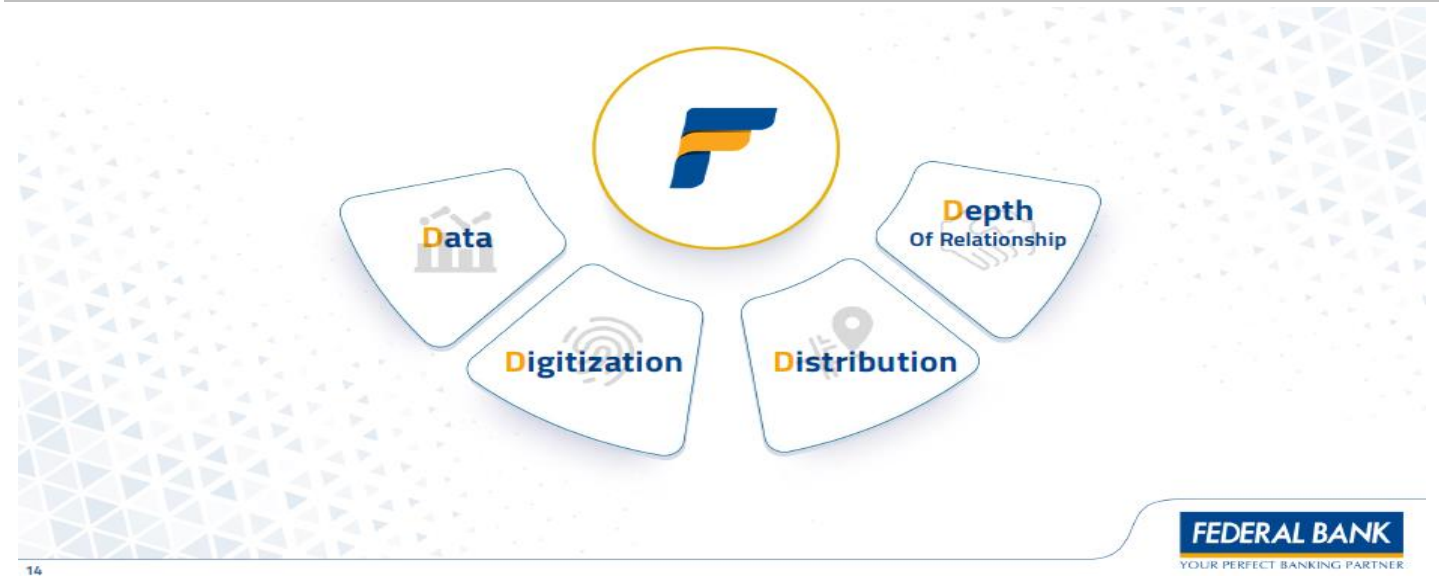 Data
Digitization
Distribution
Depth
Of Relationship
FEDERAL BANK
YOUR PERFECT BANKING PARTNER
14